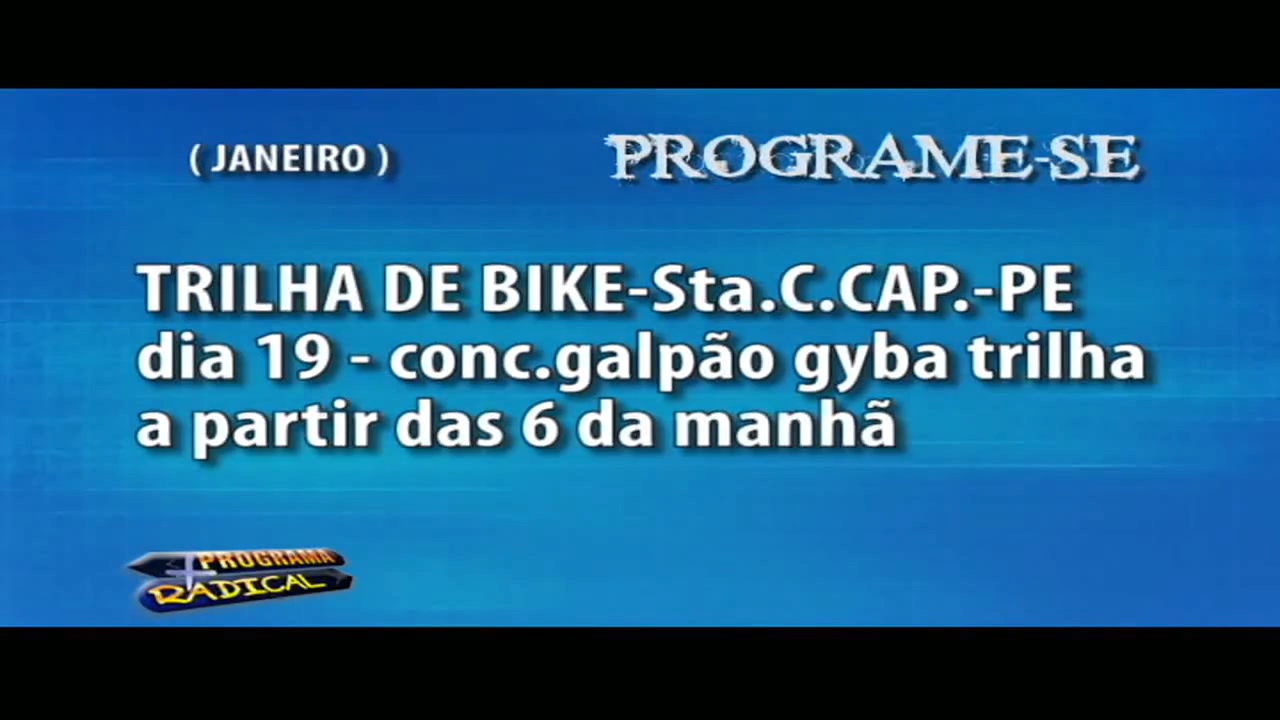 ( JANEIRO )
PROGRAME-SE
TRILHA DE BIKE-Sta.C.CAP.-PE
dia 19 - conc.galpão gyba trilha
a partir das 6 da manhã
+PROGRAMA
RADICAL